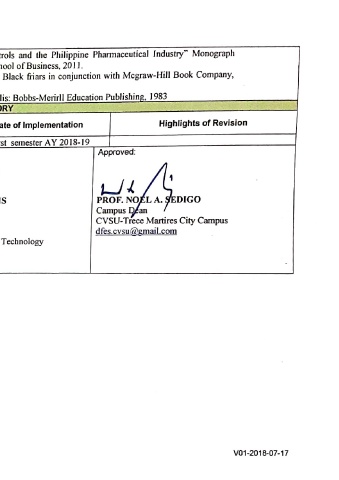 trols and the Philippine Pharmaceutical Industry" Monograph
hool of Business, 2011.
Black friars in conjunction with Mcgraw-Hill Book Company,
lis: Bobbs-Merirll Education Publishing, 1983
ORY
ate of Implementation
Highlights of Revision
st semester AY 2018-19
Approved:
PROF. NOEL A. SEDIGO
Campus Dean
CVSU-Trece Martires City Campus
dfes.cvsu@gmail.com
IS
Technology
V01-2018-07-17